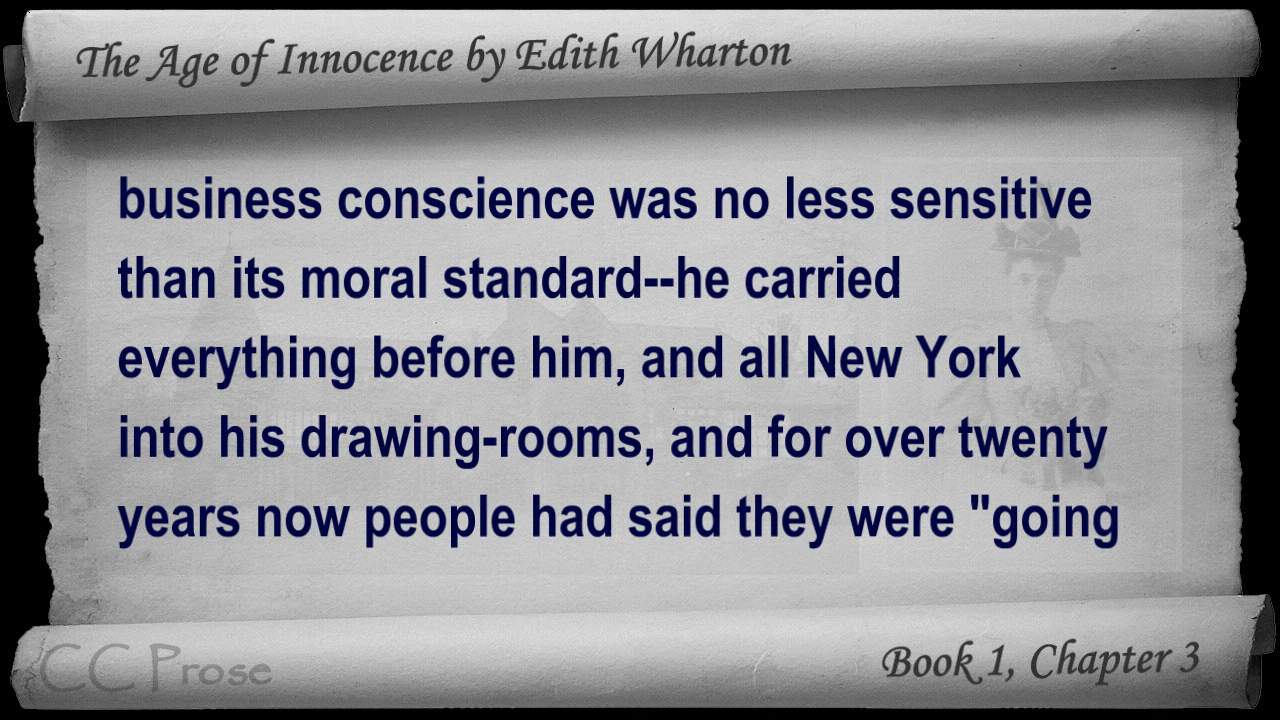 The Age of Innocence by Edith Wharton
business conscience was no less sensitive
than its moral standard--he carried
everything before him, and all New York
into his drawing-rooms, and for over twenty
years now people had said they were "going
CC Prose
Book 1, Chapter 3